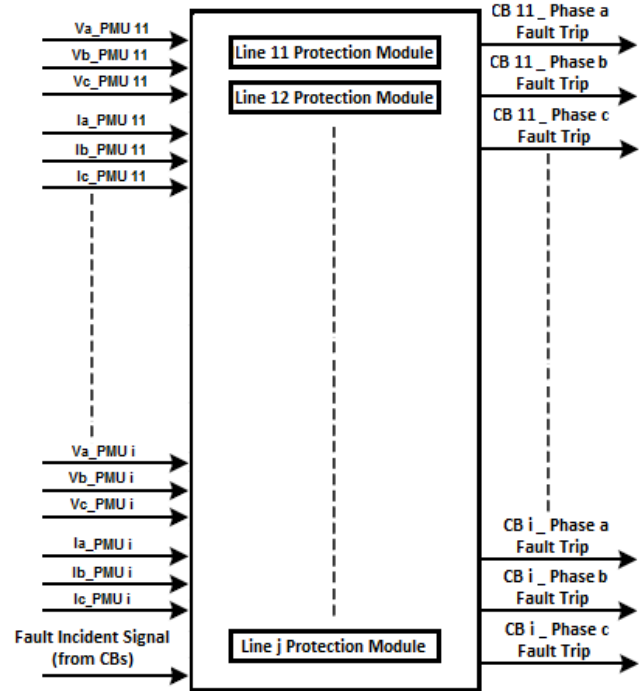 Va_PMU 11
Vb_PMU 11
Vc_PMU 11
Ia_PMU 11
Ib_PMU 11
Ic_PMU 11
Va_PMU i
Vb_PMU i
Vc_PMU i
Ia_PMU i
Ib_PMU i
Ic_PMU i
Fault Incident Signal
(from CBs)
Line 11 Protection Module
Line 12 Protection Module
Line j Protection Module
CB 11 _ Phase a
Fault Trip
CB 11 _ Phase b
Fault Trip
CB 11 _ Phase c
Fault Trip
CB i _ Phase a
Fault Trip
CB i _ Phase b
Fault Trip
CB i _ Phase c
Fault Trip